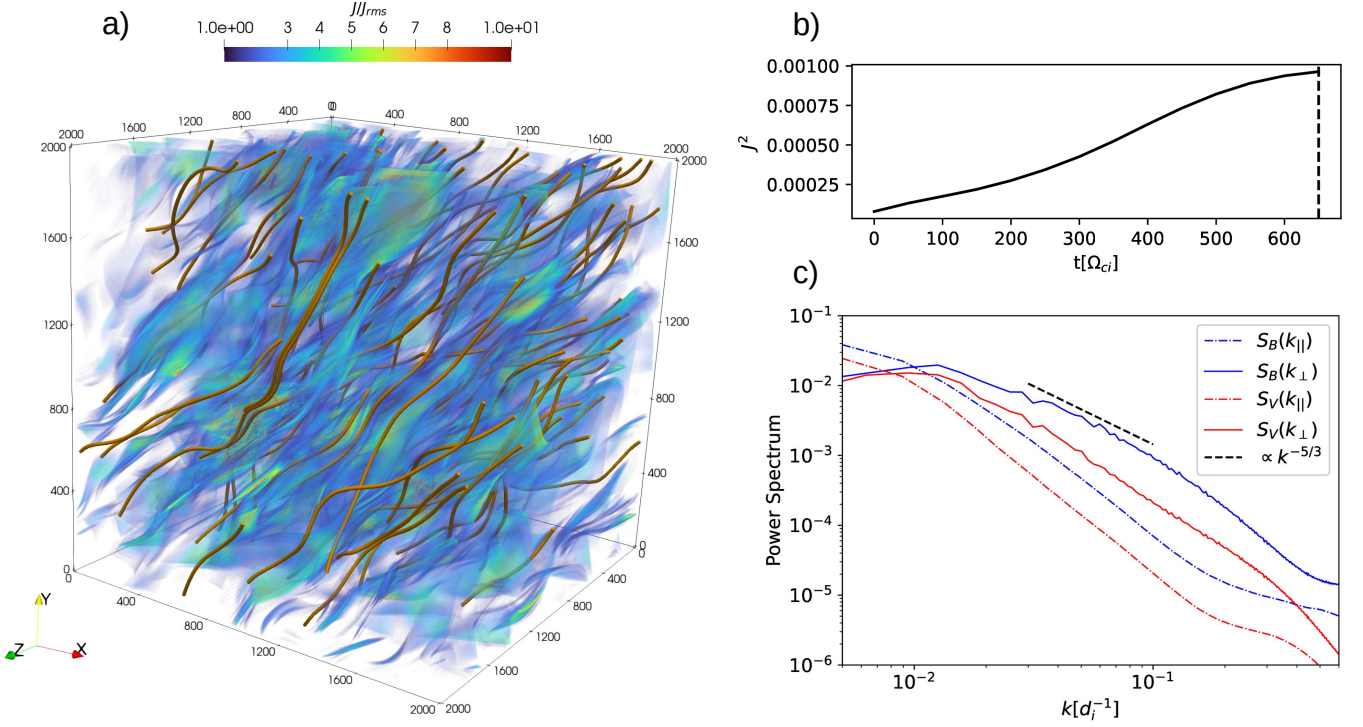 a)
J/J_rms
1.0e+00 3 4 5 6 7 8 1.0e+01
2000 1600 1200 800 400 0
0 400 800 1200 1600 2000
2000
1600
1200
800
400
0
2000
1600
1200
800
400
0
0 400 800 1200 1600 2000
400
800
1200
1600
2000
Y
Z X
b)
J²
0.00100
0.00075
0.00050
0.00025
0 100 200 300 400 500 600
t[Ω_ci]
c)
Power Spectrum
10⁻¹
10⁻²
10⁻³
10⁻⁴
10⁻⁵
10⁻⁶
S_B(k_||)
S_B(k_⊥)
S_V(k_||)
S_V(k_⊥)
∝ k^−5/3
10⁻² 10⁻¹
k[d_i⁻¹]